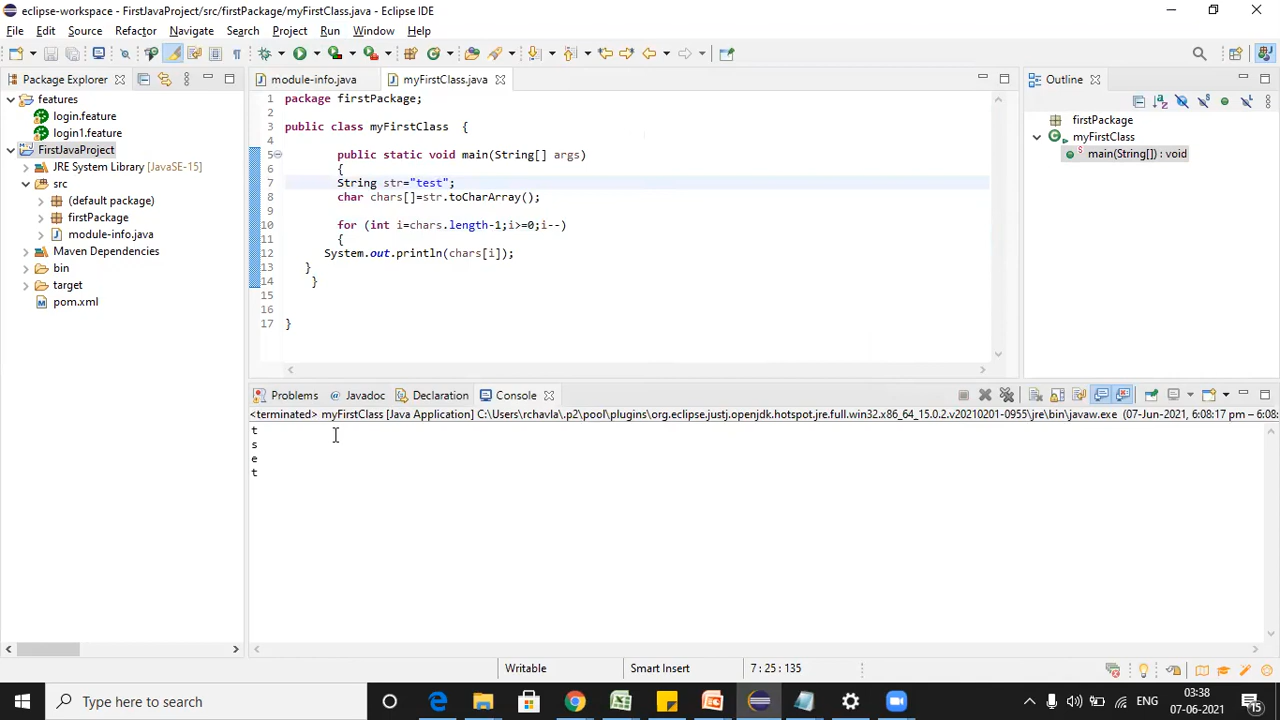 eclipse-workspace - FirstJavaProject/src/firstPackage/myFirstClass.java - Eclipse IDE
File Edit Source Refactor Navigate Search Project Run Window Help
Package Explorer
module-info.java
myFirstClass.java
Outline
features
login.feature
login1.feature
FirstJavaProject
JRE System Library [JavaSE-15]
src
(default package)
firstPackage
module-info.java
Maven Dependencies
bin
target
pom.xml
1 package firstPackage;
2
3 public class myFirstClass  {
4
5 public static void main(String[] args)
6 {
7 String str="test";
8 char chars[]=str.toCharArray();
9
10 for (int i=chars.length-1;i>=0;i--)
11 {
12 System.out.println(chars[i]);
13 }
14 }
15
16
17 }
firstPackage
myFirstClass
main(String[]) : void
Problems Javadoc Declaration Console
<terminated> myFirstClass [Java Application] C:\Users\rchavla\.p2\pool\plugins\org.eclipse.justj.openjdk.hotspot.jre.full.win32.x86_64_15.0.2.v20210201-0955\jre\bin\javaw.exe (07-Jun-2021, 6:08:17 pm – 6:08:
t
s
e
t
Writable
Smart Insert
7 : 25 : 135
Type here to search
ENG
03:38
07-06-2021
15